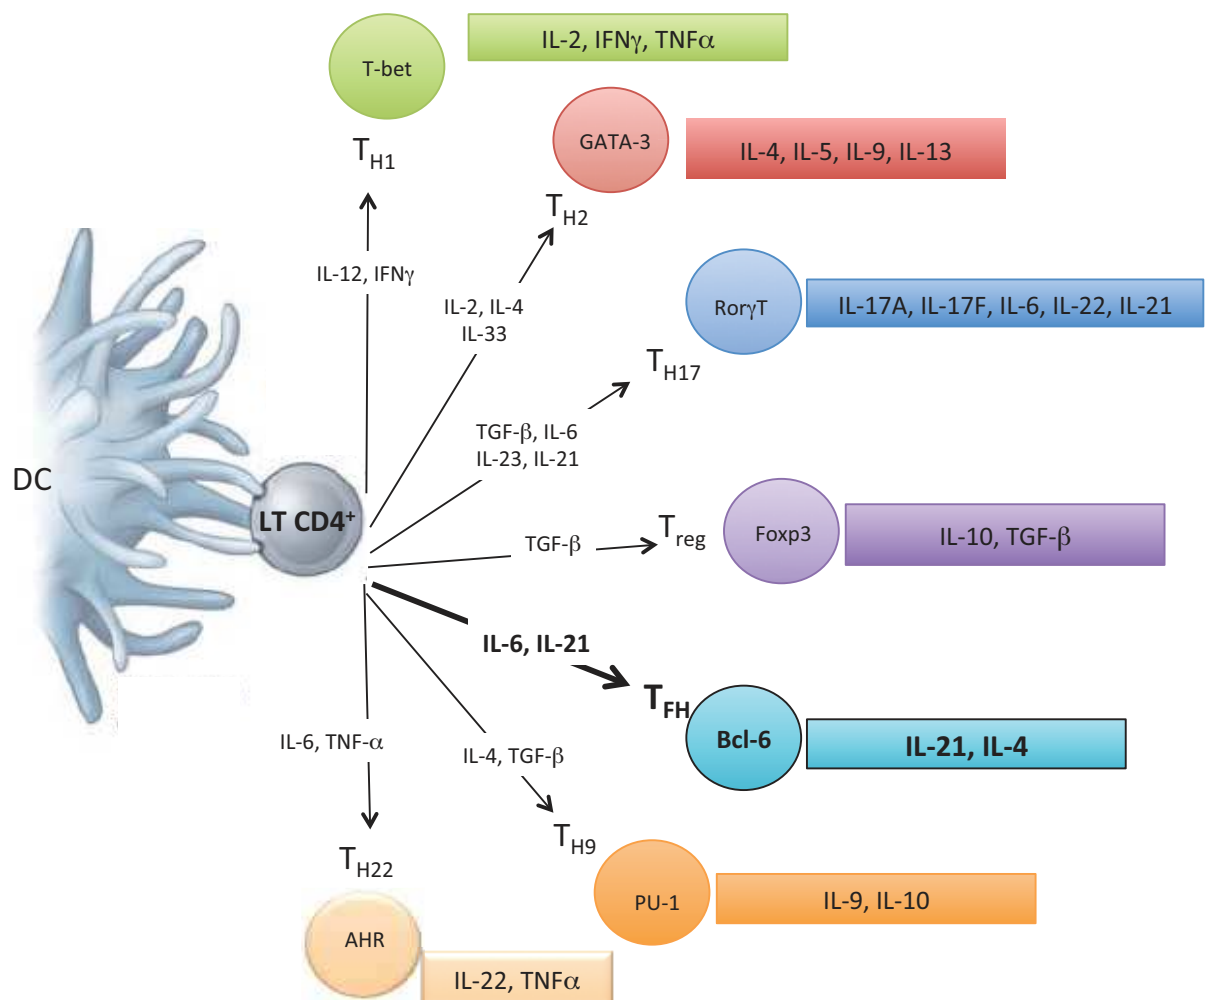 IL-2, IFNγ, TNFα
T-bet
TH1
GATA-3
IL-4, IL-5, IL-9, IL-13
TH2
IL-12, IFNγ
IL-2, IL-4
IL-33
RorγT
IL-17A, IL-17F, IL-6, IL-22, IL-21
TH17
TGF-β, IL-6
IL-23, IL-21
DC
LT CD4+
TGF-β
Treg
Foxp3
IL-10, TGF-β
IL-6, IL-21
TFH
Bcl-6
IL-21, IL-4
IL-6, TNF-α
IL-4, TGF-β
TH9
TH22
PU-1
IL-9, IL-10
AHR
IL-22, TNFα